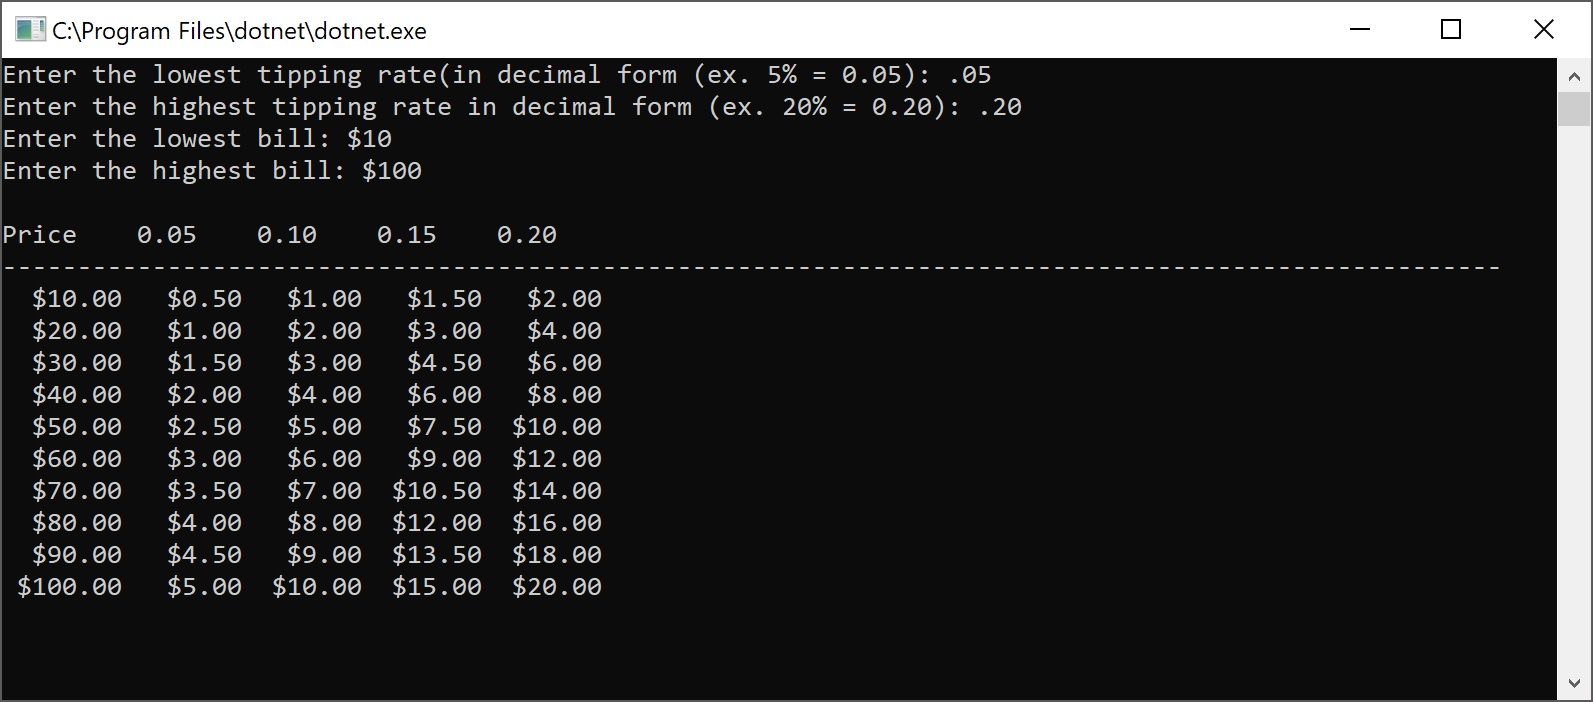 C:\Program Files\dotnet\dotnet.exe
Enter the lowest tipping rate(in decimal form (ex. 5% = 0.05): .05
Enter the highest tipping rate in decimal form (ex. 20% = 0.20): .20
Enter the lowest bill: $10
Enter the highest bill: $100
Price    0.05    0.10    0.15    0.20
----------------------------------------------------------------------------------------------------
  $10.00   $0.50   $1.00   $1.50   $2.00
  $20.00   $1.00   $2.00   $3.00   $4.00
  $30.00   $1.50   $3.00   $4.50   $6.00
  $40.00   $2.00   $4.00   $6.00   $8.00
  $50.00   $2.50   $5.00   $7.50  $10.00
  $60.00   $3.00   $6.00   $9.00  $12.00
  $70.00   $3.50   $7.00  $10.50  $14.00
  $80.00   $4.00   $8.00  $12.00  $16.00
  $90.00   $4.50   $9.00  $13.50  $18.00
 $100.00   $5.00  $10.00  $15.00  $20.00